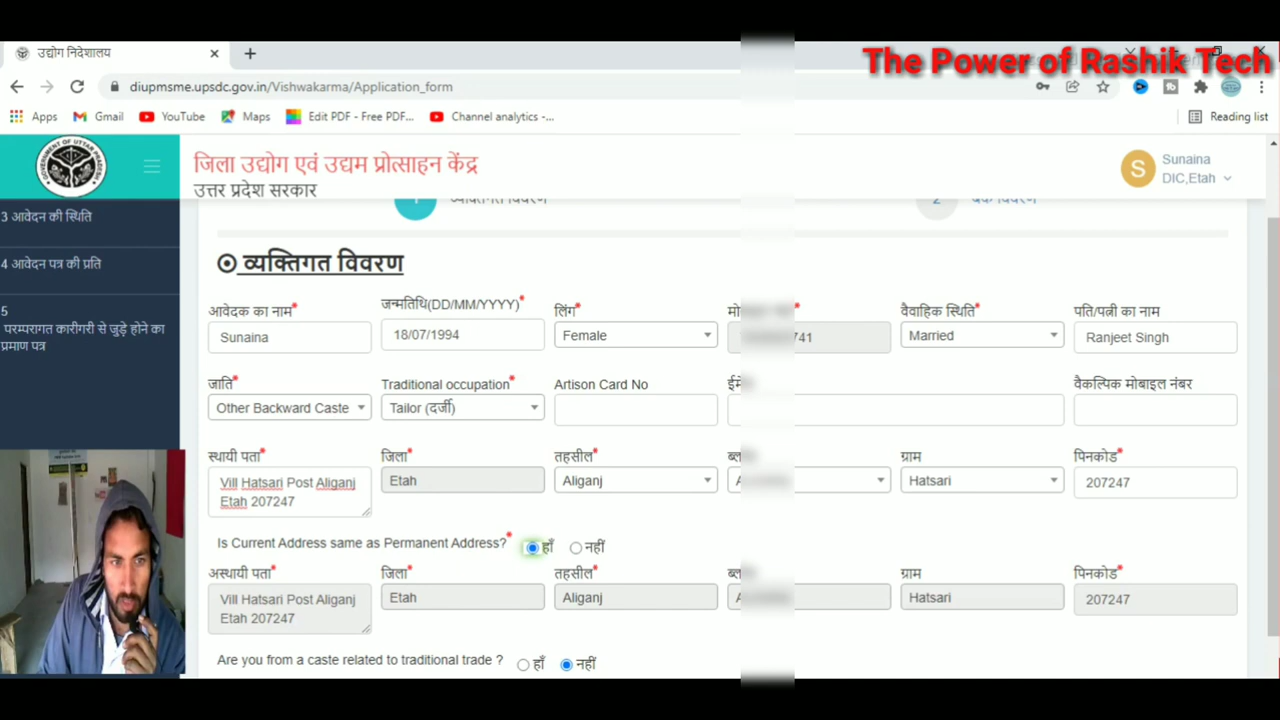 उद्योग निदेशालय
The Power of Rashik Tech
diupmsme.upsdc.gov.in/Vishwakarma/Application_form
Apps Gmail YouTube Maps Edit PDF - Free PDF... Channel analytics -... Reading list
GOVERNMENT OF UTTAR PRADESH
जिला उद्योग एवं उद्यम प्रोत्साहन केंद्र
उत्तर प्रदेश सरकार
S
Sunaina
DIC,Etah
3 आवेदन की स्थिति
4 आवेदन पत्र की प्रति
5
परम्परागत कारीगरी से जुड़े होने का
प्रमाण पत्र
व्यक्तिगत विवरण
आवेदक का नाम* जन्मतिथि(DD/MM/YYYY)* लिंग* वैवाहिक स्थिति* पति/पत्नी का नाम
Sunaina 18/07/1994 Female 741 Married Ranjeet Singh
जाति* Traditional occupation* Artison Card No वैकल्पिक मोबाइल नंबर
Other Backward Caste Tailor (दर्जी)
स्थायी पता* जिला* तहसील* ग्राम* पिनकोड*
Vill Hatsari Post Aliganj
Etah 207247
Etah Aliganj Hatsari 207247
Is Current Address same as Permanent Address?* हाँ नहीं
अस्थायी पता* जिला* तहसील* ग्राम पिनकोड*
Vill Hatsari Post Aliganj
Etah 207247
Etah Aliganj Hatsari 207247
Are you from a caste related to traditional trade ? हाँ नहीं